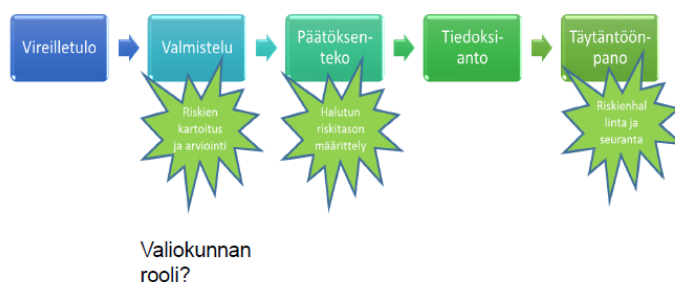 Vireilletulo
Valmistelu
Päätöksen-
teko
Tiedoksi-
anto
Täytäntöön-
pano
Riskien
kartoitus
ja arviointi
Halutun
riskitason
määrittely
Riskienhal
linta ja
seuranta
Valiokunnan
rooli?